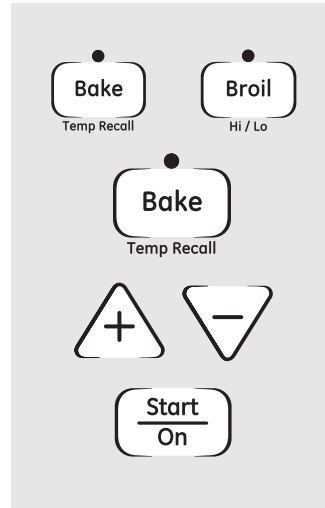 Bake
Temp Recall
Broil
Hi / Lo
Bake
Temp Recall
+
−
Start
On